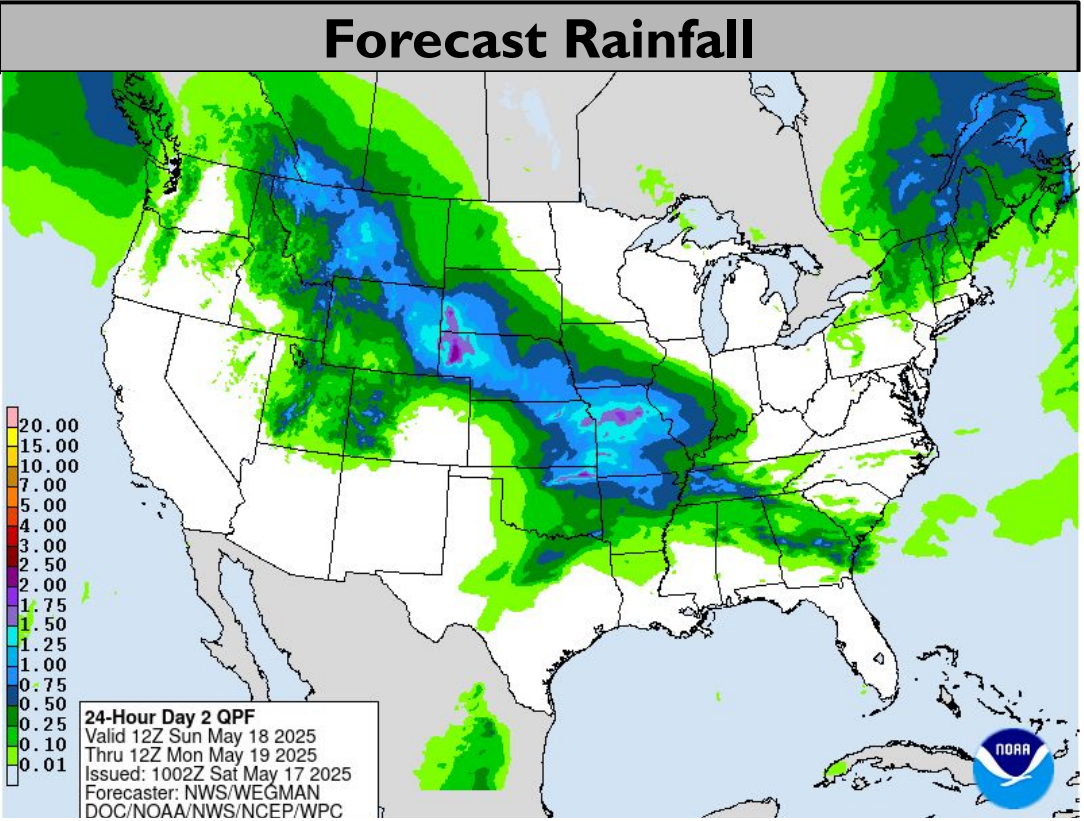 Forecast Rainfall
20.00
15.00
10.00
7.00
5.00
4.00
3.00
2.50
2.00
1.75
1.50
1.25
1.00
0.75
0.50
0.25
0.10
0.01
24-Hour Day 2 QPF
Valid 12Z Sun May 18 2025
Thru 12Z Mon May 19 2025
Issued: 1002Z Sat May 17 2025
Forecaster: NWS/WEGMAN
DOC/NOAA/NWS/NCEP/WPC
NOAA